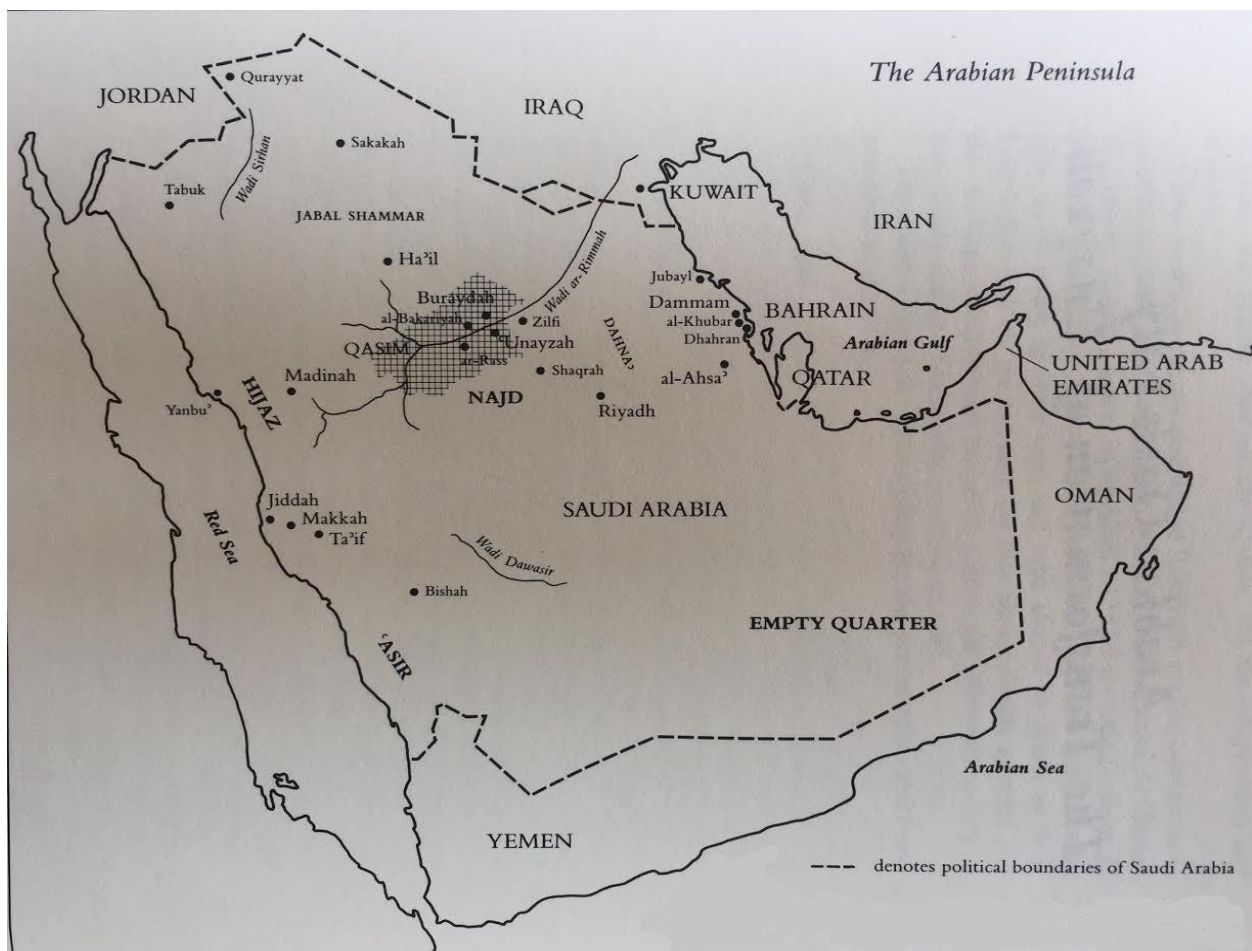 The Arabian Peninsula
JORDAN
Qurayyat
IRAQ
Sakakah
Wadi Sirhan
Tabuk
JABAL SHAMMAR
KUWAIT
IRAN
Ha’il
Wadi ar-Rimmah
Jubayl
Buraydah
al-Bakariyah
Zilfi
Dammam
al-Khubar
Dhahran
BAHRAIN
‘Unayzah
QASIM
ar-Rass
DAHNA’
Arabian Gulf
Shaqrah
al-Ahsa’
QATAR
UNITED ARAB
EMIRATES
Madinah
HIJAZ
Yanbu’
NAJD
Riyadh
Jiddah
Makkah
Ta’if
SAUDI ARABIA
OMAN
Red Sea
Wadi Dawasir
Bishah
EMPTY QUARTER
‘ASIR
Arabian Sea
YEMEN
denotes political boundaries of Saudi Arabia